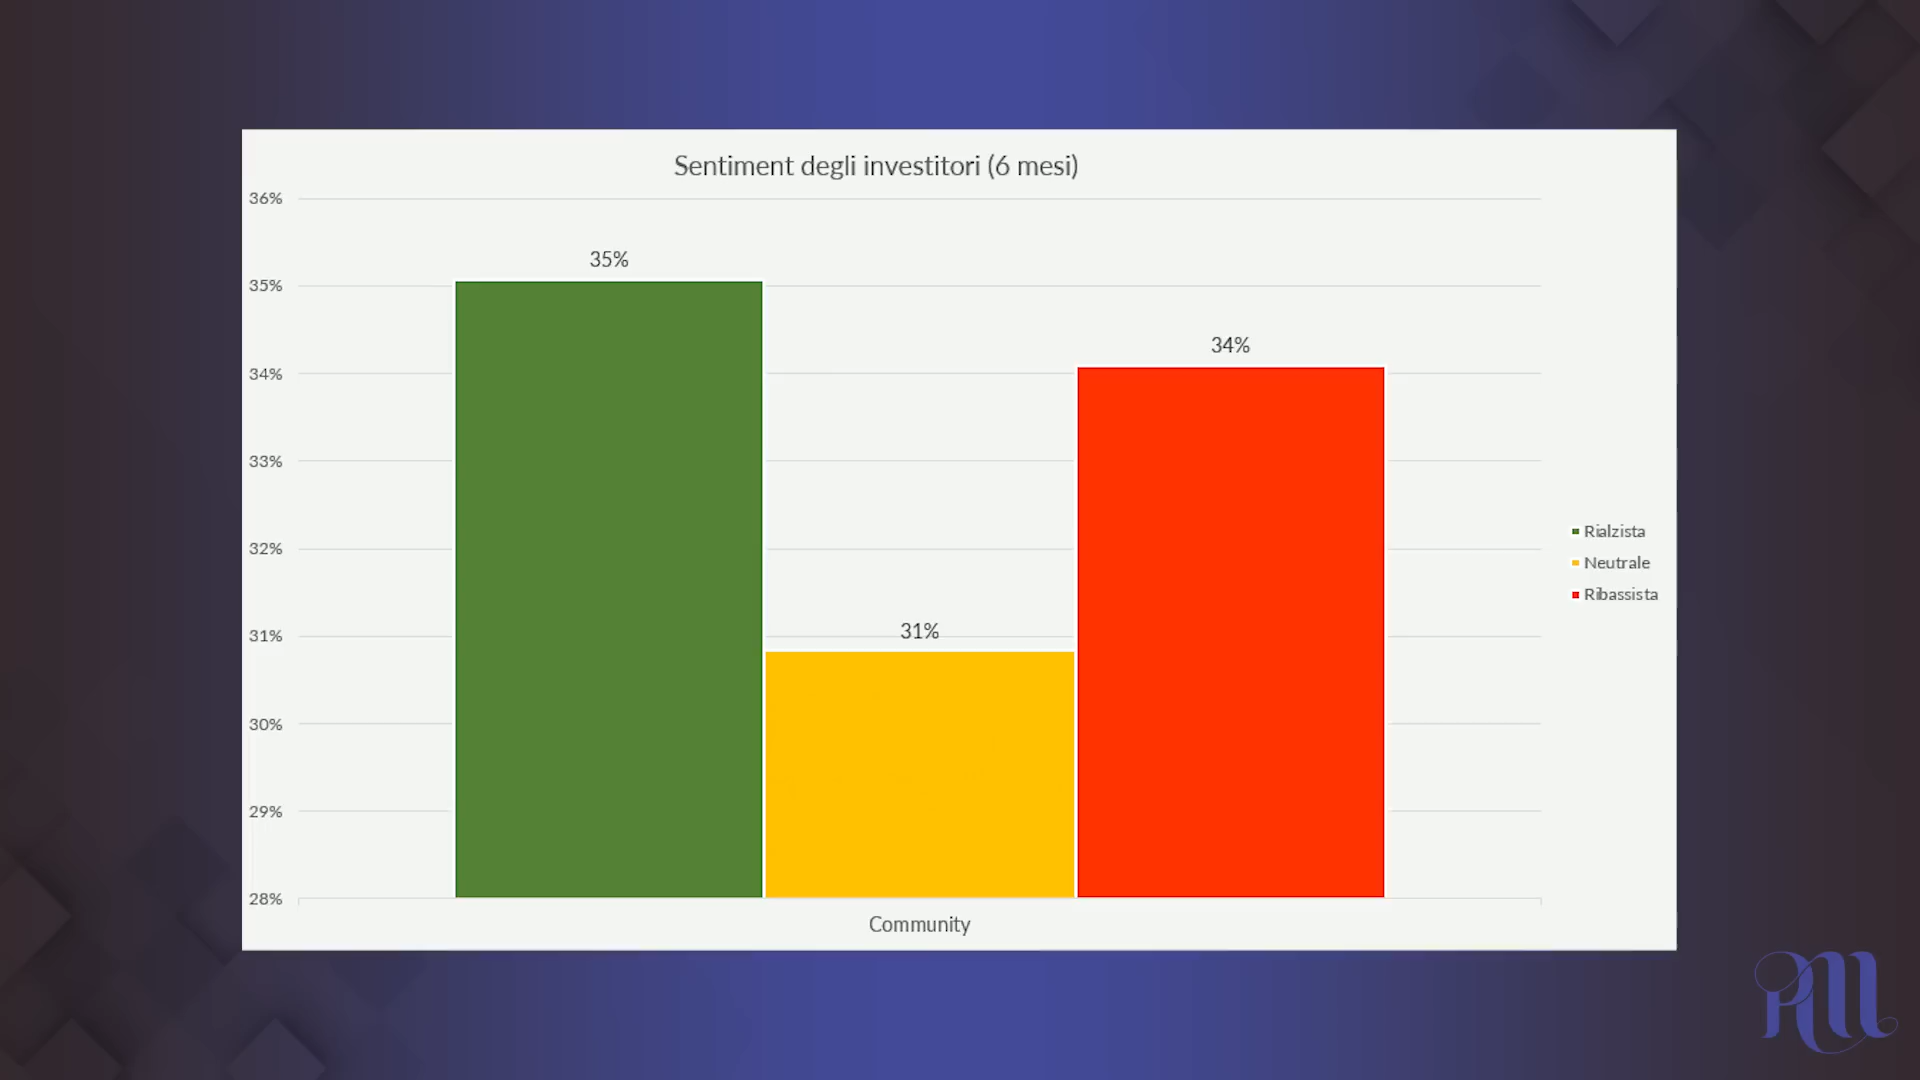 Sentiment degli investitori (6 mesi)
36%
35%
34%
33%
32%
31%
30%
29%
28%
35%
31%
34%
Community
Rialzista
Neutrale
Ribassista